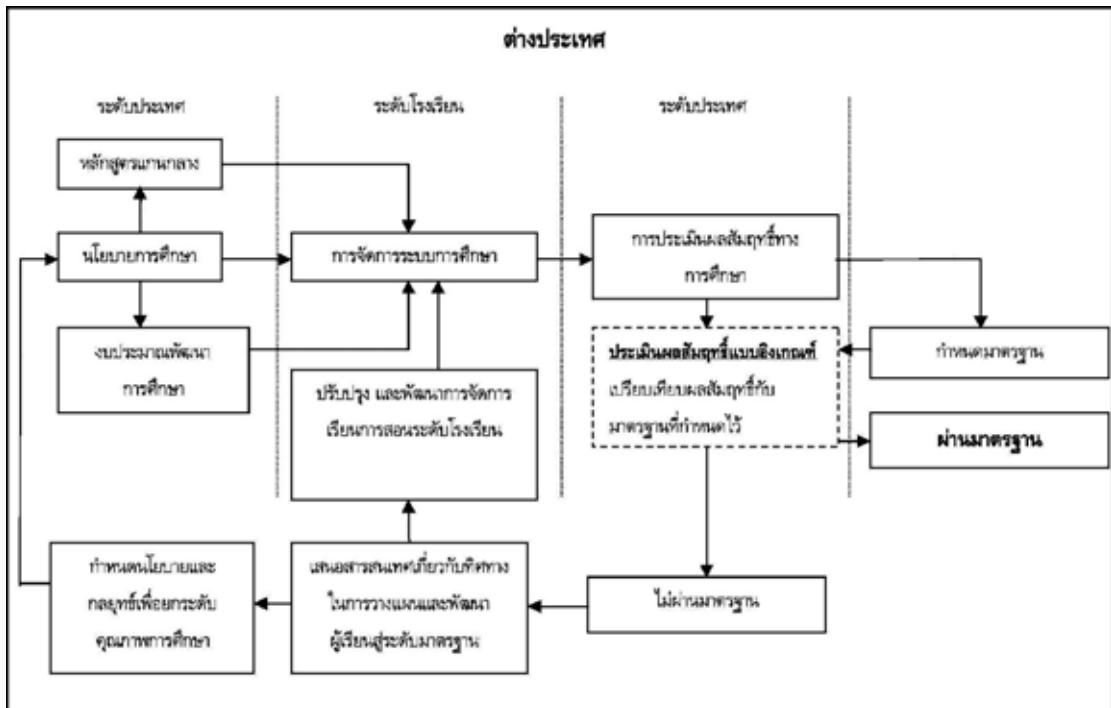 ต่างประเทศ
ระดับประเทศ
ระดับโรงเรียน
ระดับประเทศ
หลักสูตรแกนกลาง
นโยบายการศึกษา
การจัดการระบบการศึกษา
การประเมินผลสัมฤทธิ์ทาง
การศึกษา
งบประมาณพัฒนา
การศึกษา
ปรับปรุง และพัฒนาการจัดการ
เรียนการสอนระดับโรงเรียน
ประเมินผลสัมฤทธิ์แบบอิงเกณฑ์
เปรียบเทียบผลสัมฤทธิ์กับ
มาตรฐานที่กำหนดไว้
กำหนดมาตรฐาน
ผ่านมาตรฐาน
กำหนดนโยบายและ
กลยุทธ์เพื่อยกระดับ
คุณภาพการศึกษา
เสนอสารสนเทศเกี่ยวกับทิศทาง
ในการวางแผนและพัฒนา
ผู้เรียนสู่ระดับมาตรฐาน
ไม่ผ่านมาตรฐาน